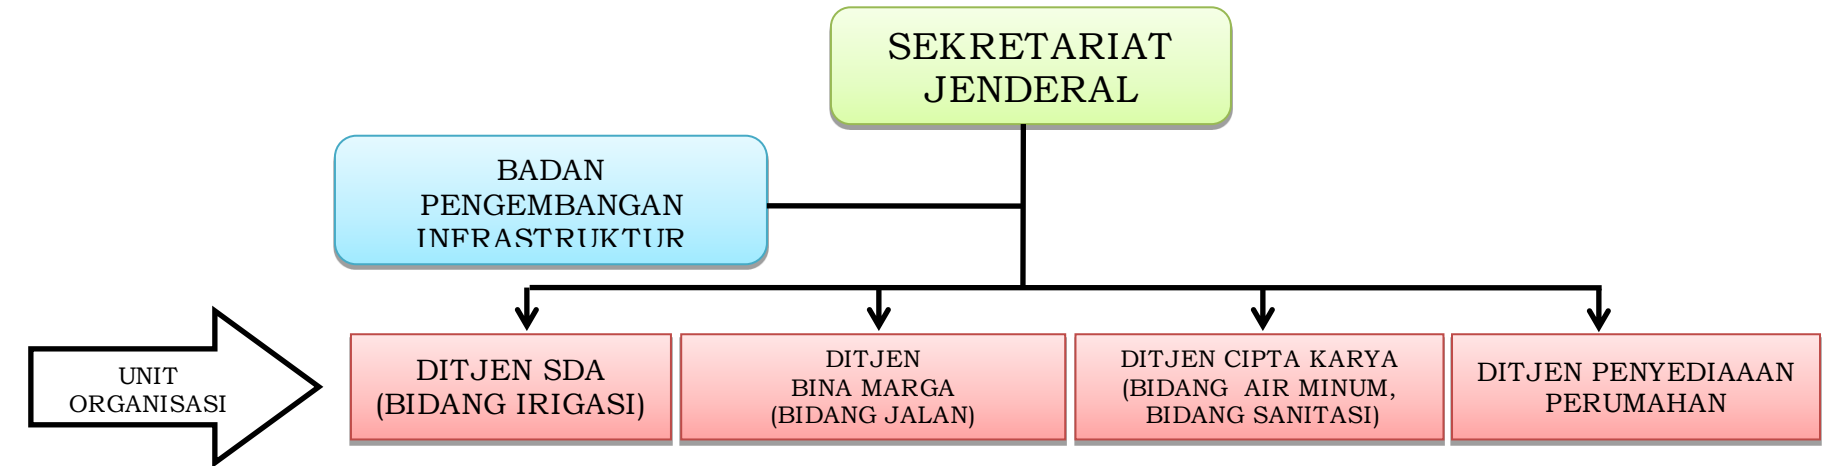 SEKRETARIAT
JENDERAL
BADAN
PENGEMBANGAN
INFRASTRUKTUR
UNIT
ORGANISASI
DITJEN SDA
(BIDANG IRIGASI)
DITJEN
BINA MARGA
(BIDANG JALAN)
DITJEN CIPTA KARYA
(BIDANG  AIR MINUM,
BIDANG SANITASI)
DITJEN PENYEDIAAAN
PERUMAHAN